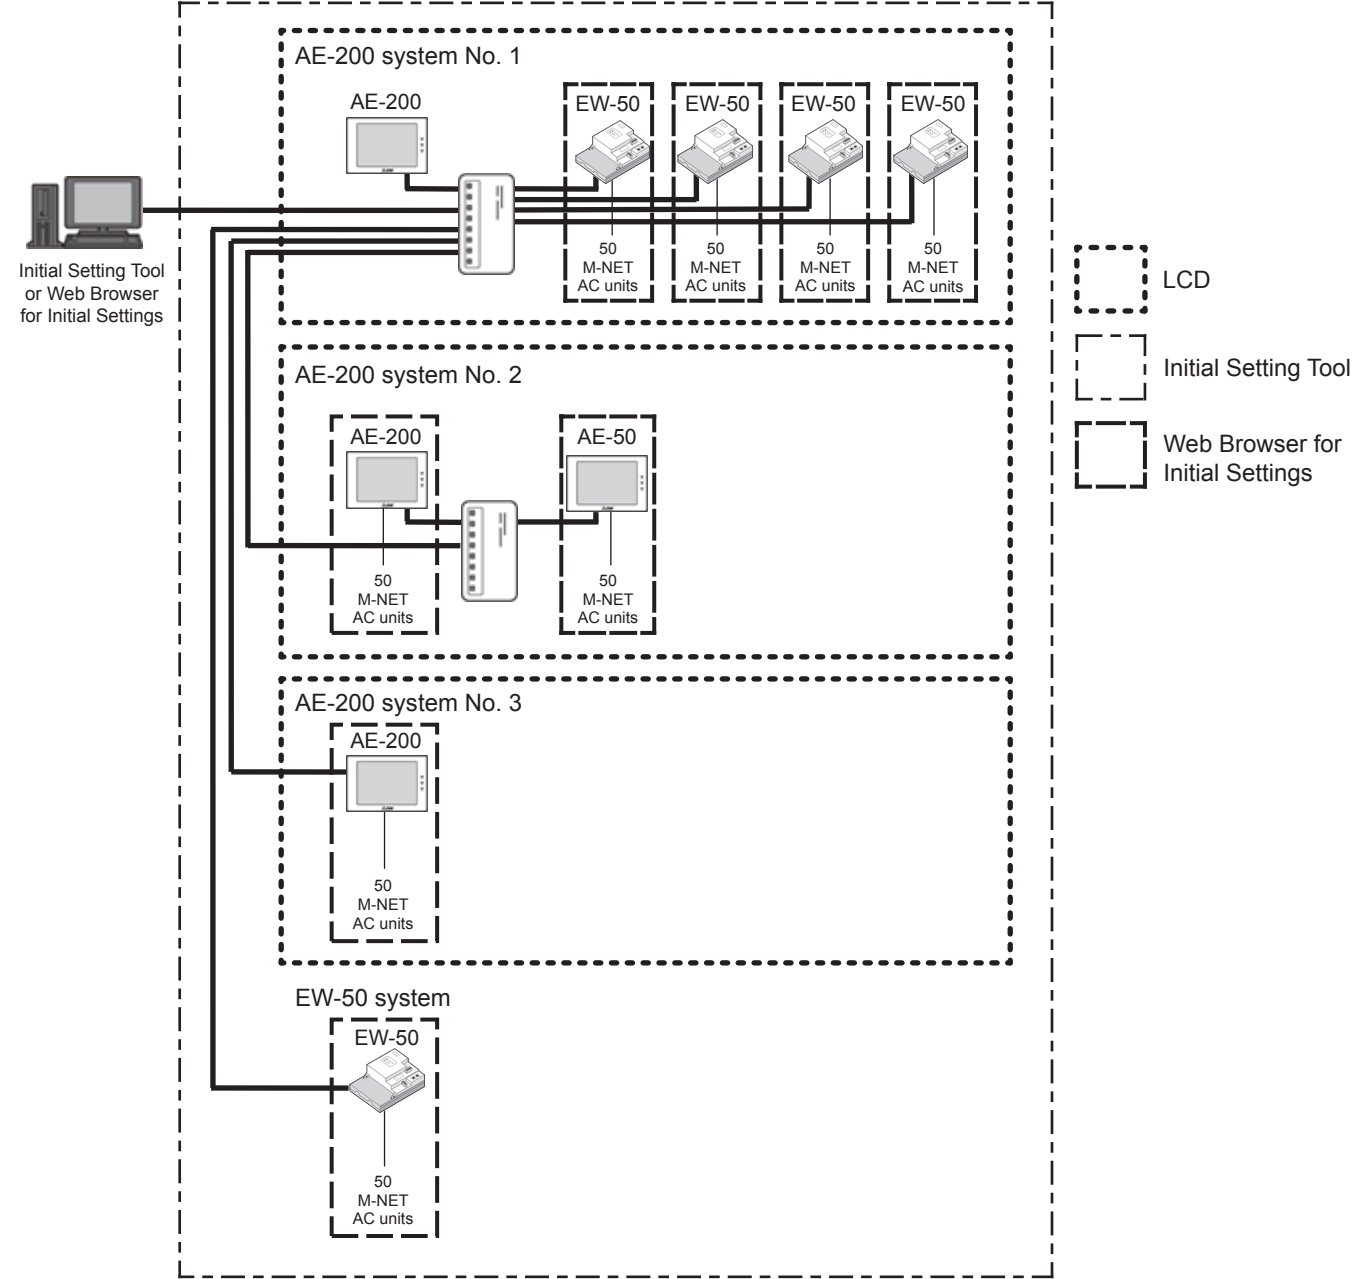 AE-200 system No. 1
AE-200
EW-50
EW-50
EW-50
EW-50
50
M-NET
AC units
50
M-NET
AC units
50
M-NET
AC units
50
M-NET
AC units
Initial Setting Tool
or Web Browser
for Initial Settings
LCD
Initial Setting Tool
Web Browser for
Initial Settings
AE-200 system No. 2
AE-200
AE-50
50
M-NET
AC units
50
M-NET
AC units
AE-200 system No. 3
AE-200
50
M-NET
AC units
EW-50 system
EW-50
50
M-NET
AC units